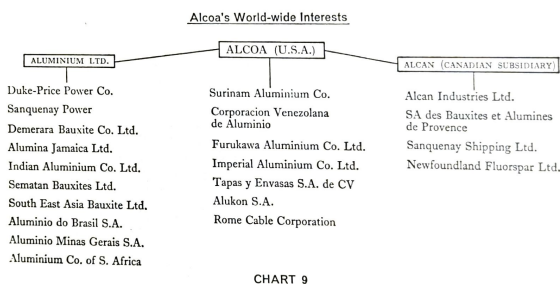 Alcoa's World-wide Interests
ALUMINIUM LTD.
ALCOA (U.S.A.)
ALCAN (CANADIAN SUBSIDIARY)
Duke-Price Power Co.
Sanquenay Power
Demerara Bauxite Co. Ltd.
Alumina Jamaica Ltd.
Indian Aluminium Co. Ltd.
Sematan Bauxites Ltd.
South East Asia Bauxite Ltd.
Aluminio do Brasil S.A.
Aluminio Minas Gerais S.A.
Aluminium Co. of S. Africa
Surinam Aluminium Co.
Corporacion Venezolana
de Aluminio
Furukawa Aluminium Co. Ltd.
Imperial Aluminium Co. Ltd.
Tapas y Envasas S.A. de CV
Alukon S.A.
Rome Cable Corporation
Alcan Industries Ltd.
SA des Bauxites et Alumines
de Provence
Sanquenay Shipping Ltd.
Newfoundland Fluorspar Ltd.
CHART 9